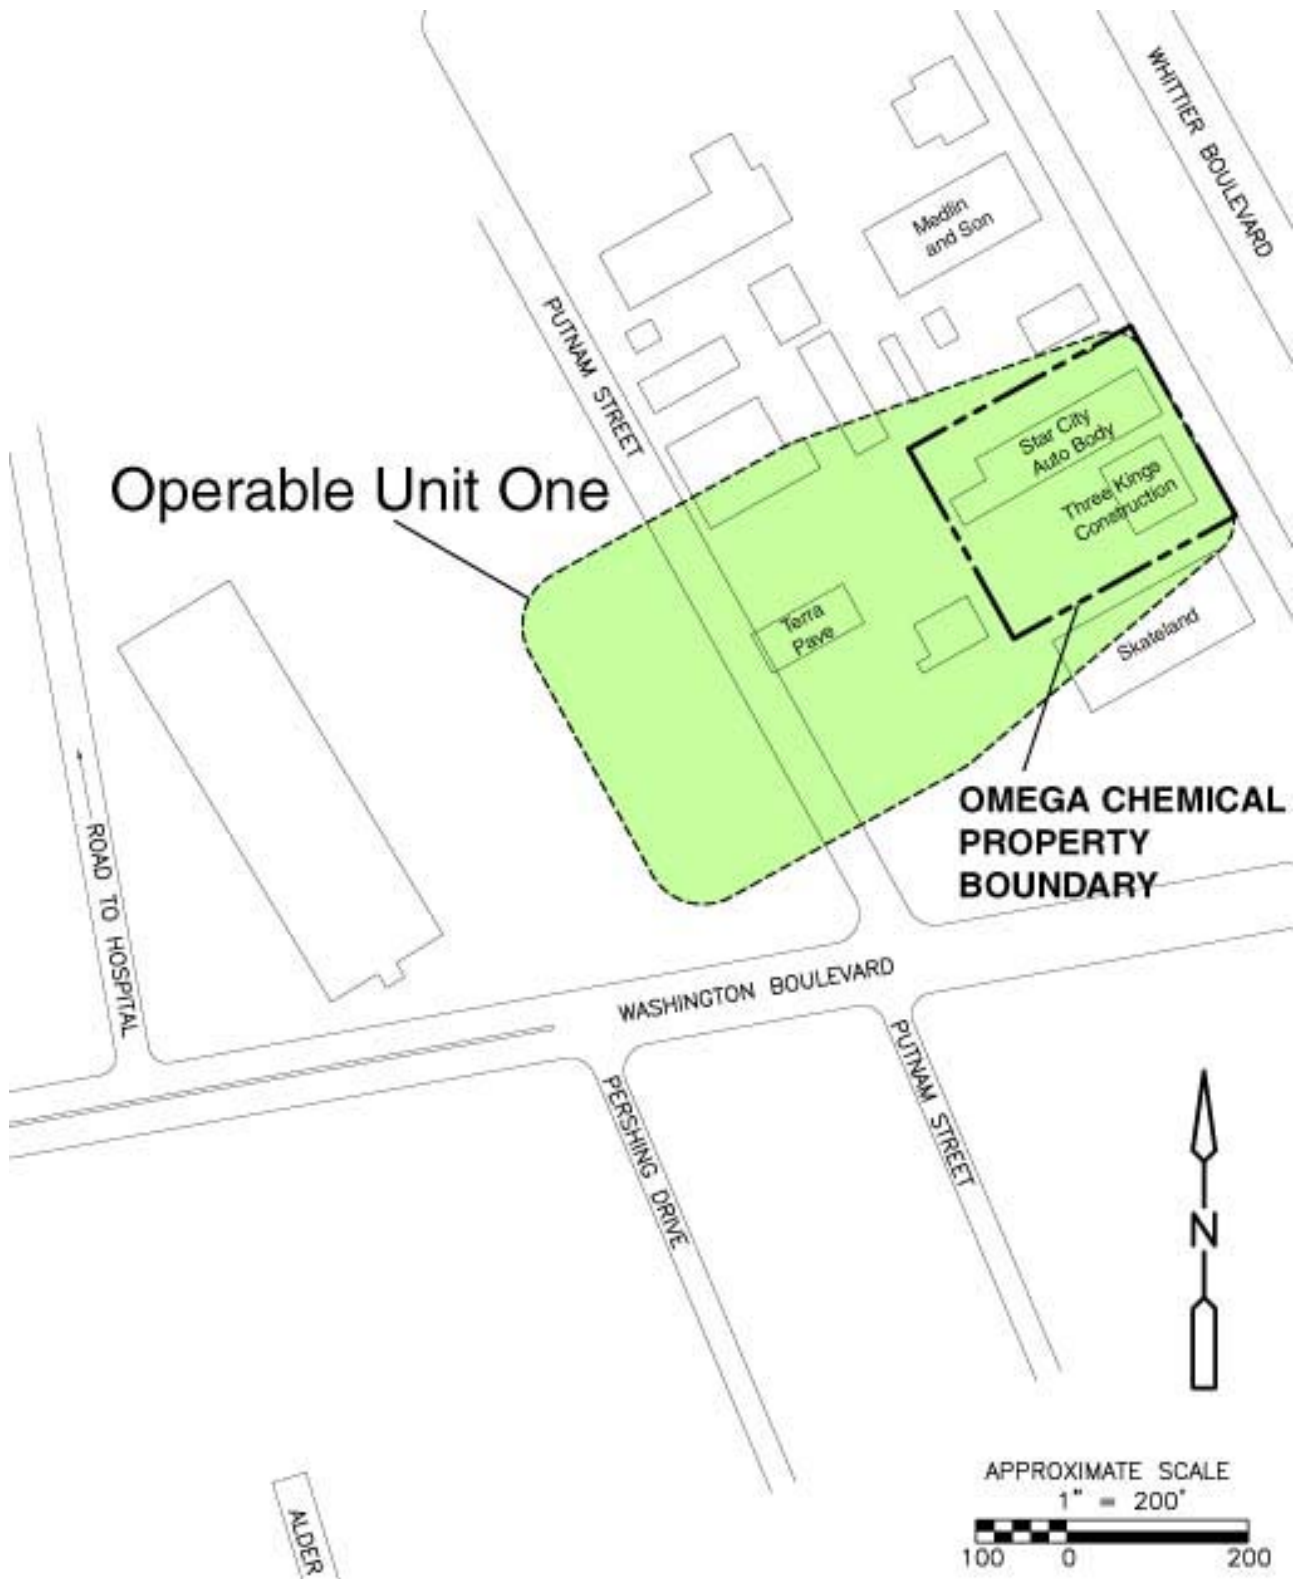 WHITTIER BOULEVARD
Medlin
and Son
PUTNAM STREET
Star City
Auto Body
Three Kings
Construction
Operable Unit One
Terra
Pave
Skateland
OMEGA CHEMICAL
PROPERTY
BOUNDARY
ROAD TO HOSPITAL
WASHINGTON BOULEVARD
PERSHING DRIVE
PUTNAM STREET
N
APPROXIMATE SCALE
1" = 200'
100 0 200
ALDER